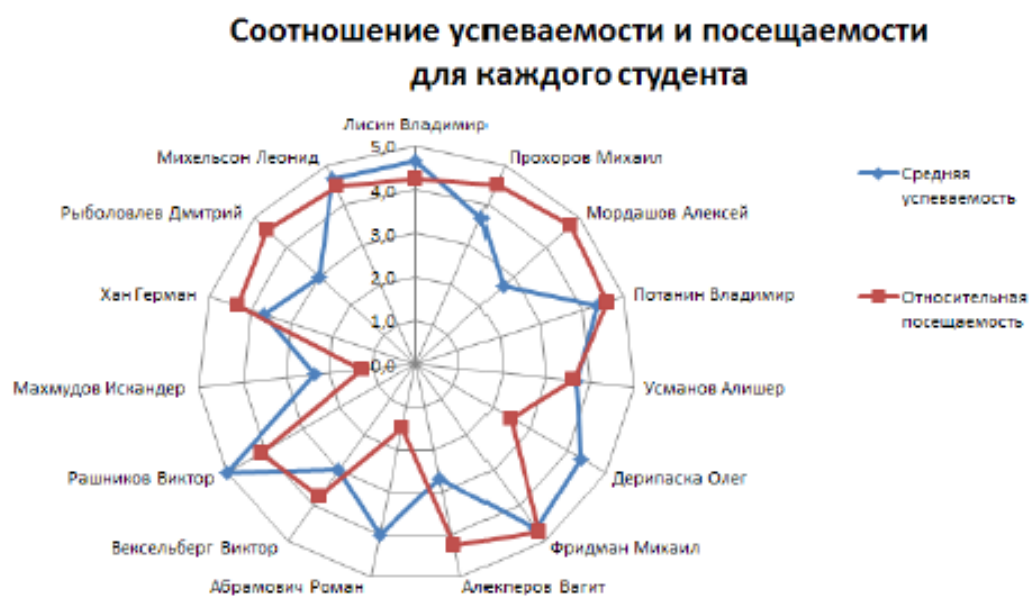 Соотношение успеваемости и посещаемости
для каждого студента
Лисин Владимир
Михельсон Леонид
Прохоров Михаил
Рыболовлев Дмитрий
Мордашов Алексей
Хан Герман
Потанин Владимир
Махмудов Искандер
Усманов Алишер
Рашников Виктор
Дерипаска Олег
Вексельберг Виктор
Фридман Михаил
Абрамович Роман
Алекперов Вагит
5,0
4,0
3,0
2,0
1,0
0,0
Средняя
успеваемость
Относительная
посещаемость